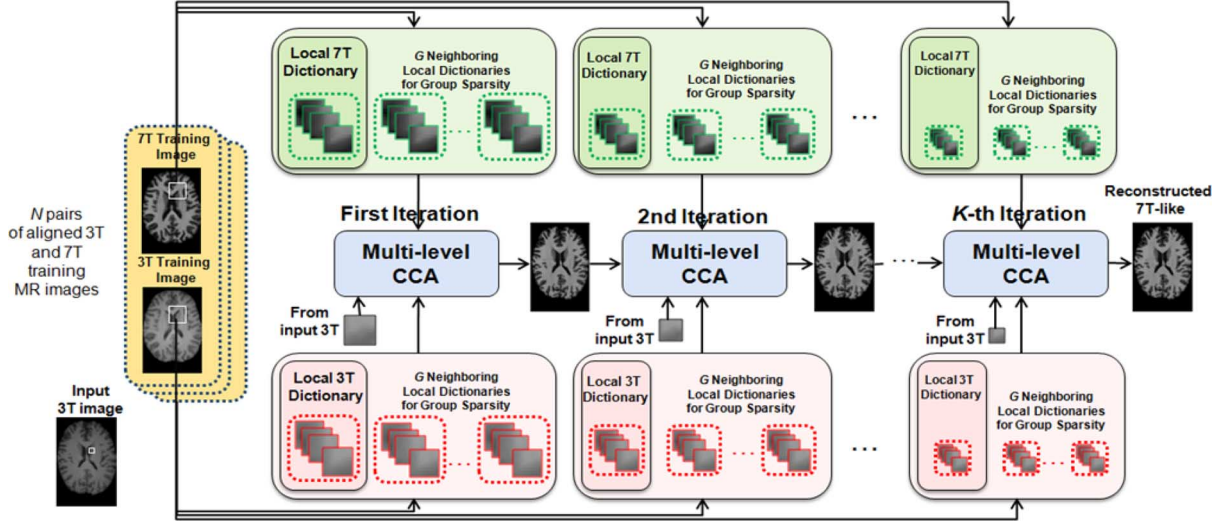 N pairs
of aligned 3T
and 7T
training
MR images
7T Training
Image
3T Training
Image
Input
3T image
Local 7T
Dictionary
G Neighboring
Local Dictionaries
for Group Sparsity
...
Local 7T
Dictionary
G Neighboring
Local Dictionaries
for Group Sparsity
...
...
Local 7T
Dictionary
G Neighboring
Local Dictionaries
for Group Sparsity
...
First Iteration
Multi-level
CCA
From
input 3T
2nd Iteration
Multi-level
CCA
From
input 3T
...
K-th Iteration
Multi-level
CCA
From
input 3T
Reconstructed
7T-like
Local 3T
Dictionary
G Neighboring
Local Dictionaries
for Group Sparsity
...
Local 3T
Dictionary
G Neighboring
Local Dictionaries
for Group Sparsity
...
...
Local 3T
Dictionary
G Neighboring
Local Dictionaries
for Group Sparsity
...